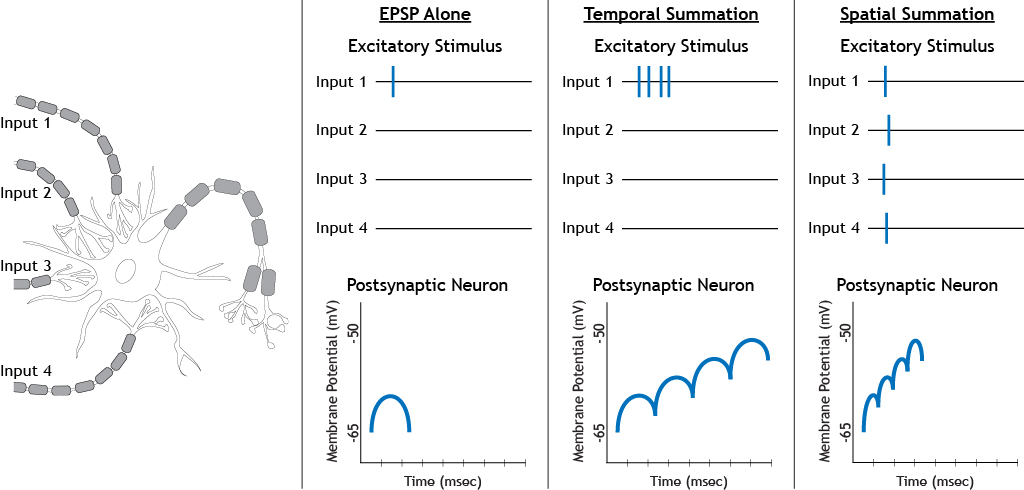 Input 1
Input 2
Input 3
Input 4
EPSP Alone
Excitatory Stimulus
Input 1
Input 2
Input 3
Input 4
Postsynaptic Neuron
Membrane Potential (mV)
-50
-65
Time (msec)
Temporal Summation
Excitatory Stimulus
Input 1
Input 2
Input 3
Input 4
Postsynaptic Neuron
Membrane Potential (mV)
-50
-65
Time (msec)
Spatial Summation
Excitatory Stimulus
Input 1
Input 2
Input 3
Input 4
Postsynaptic Neuron
Membrane Potential (mV)
-50
-65
Time (msec)